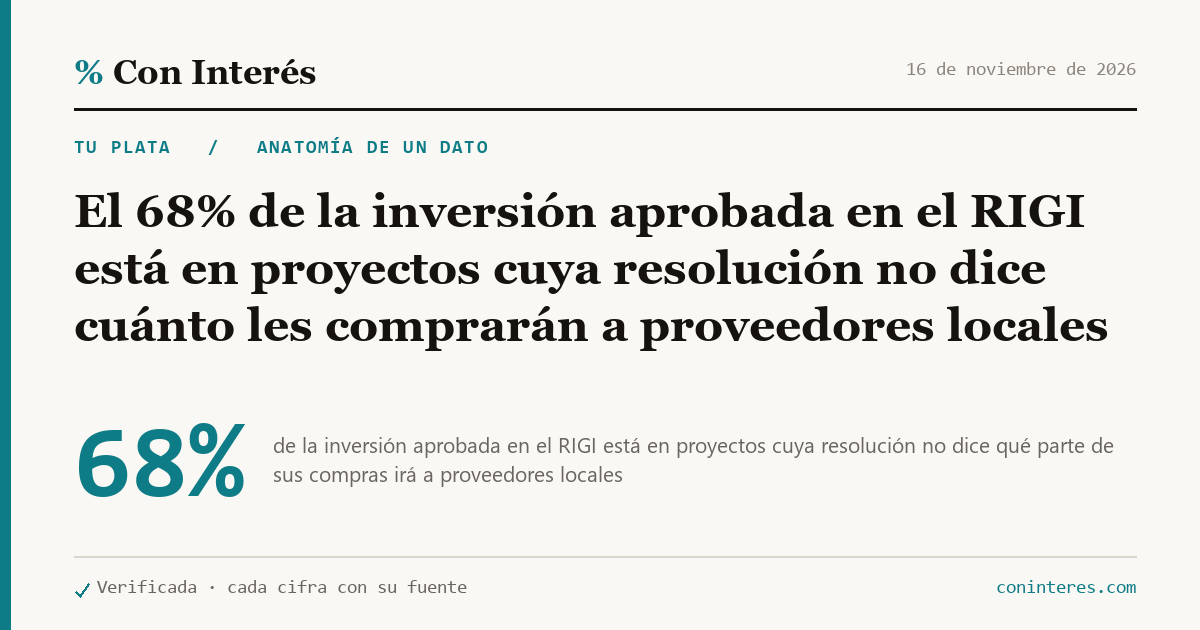 % Con Interés
16 de noviembre de 2026
TU PLATA / ANATOMÍA DE UN DATO
El 68% de la inversión aprobada en el RIGI
está en proyectos cuya resolución no dice
cuánto les comprarán a proveedores locales
68%
de la inversión aprobada en el RIGI está en proyectos cuya resolución no dice qué parte de
sus compras irá a proveedores locales
✓ Verificada · cada cifra con su fuente
coninteres.com